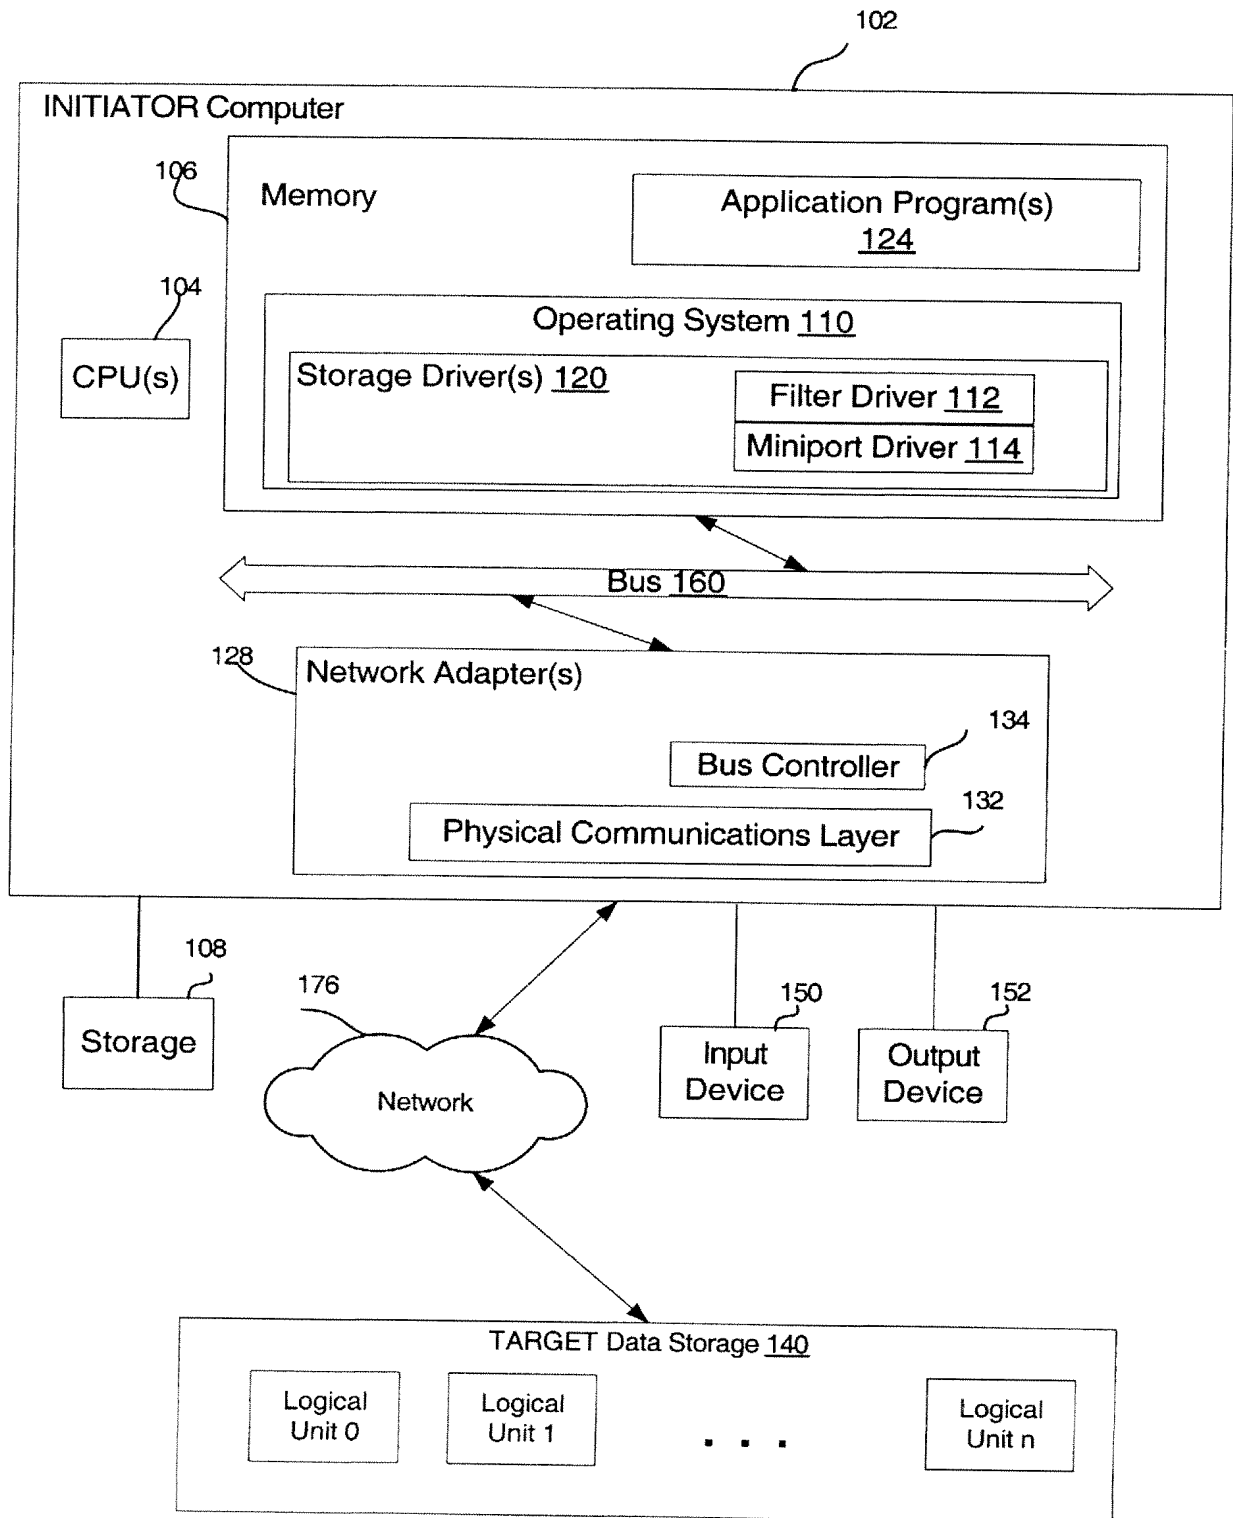 102
INITIATOR Computer
106
Memory
Application Program(s)
124
104
CPU(s)
Operating System 110
Storage Driver(s) 120
Filter Driver 112
Miniport Driver 114
Bus 160
128
Network Adapter(s)
134
Bus Controller
132
Physical Communications Layer
108
Storage
176
Network
150
Input
Device
152
Output
Device
TARGET Data Storage 140
Logical
Unit 0
Logical
Unit 1
. . .
Logical
Unit n